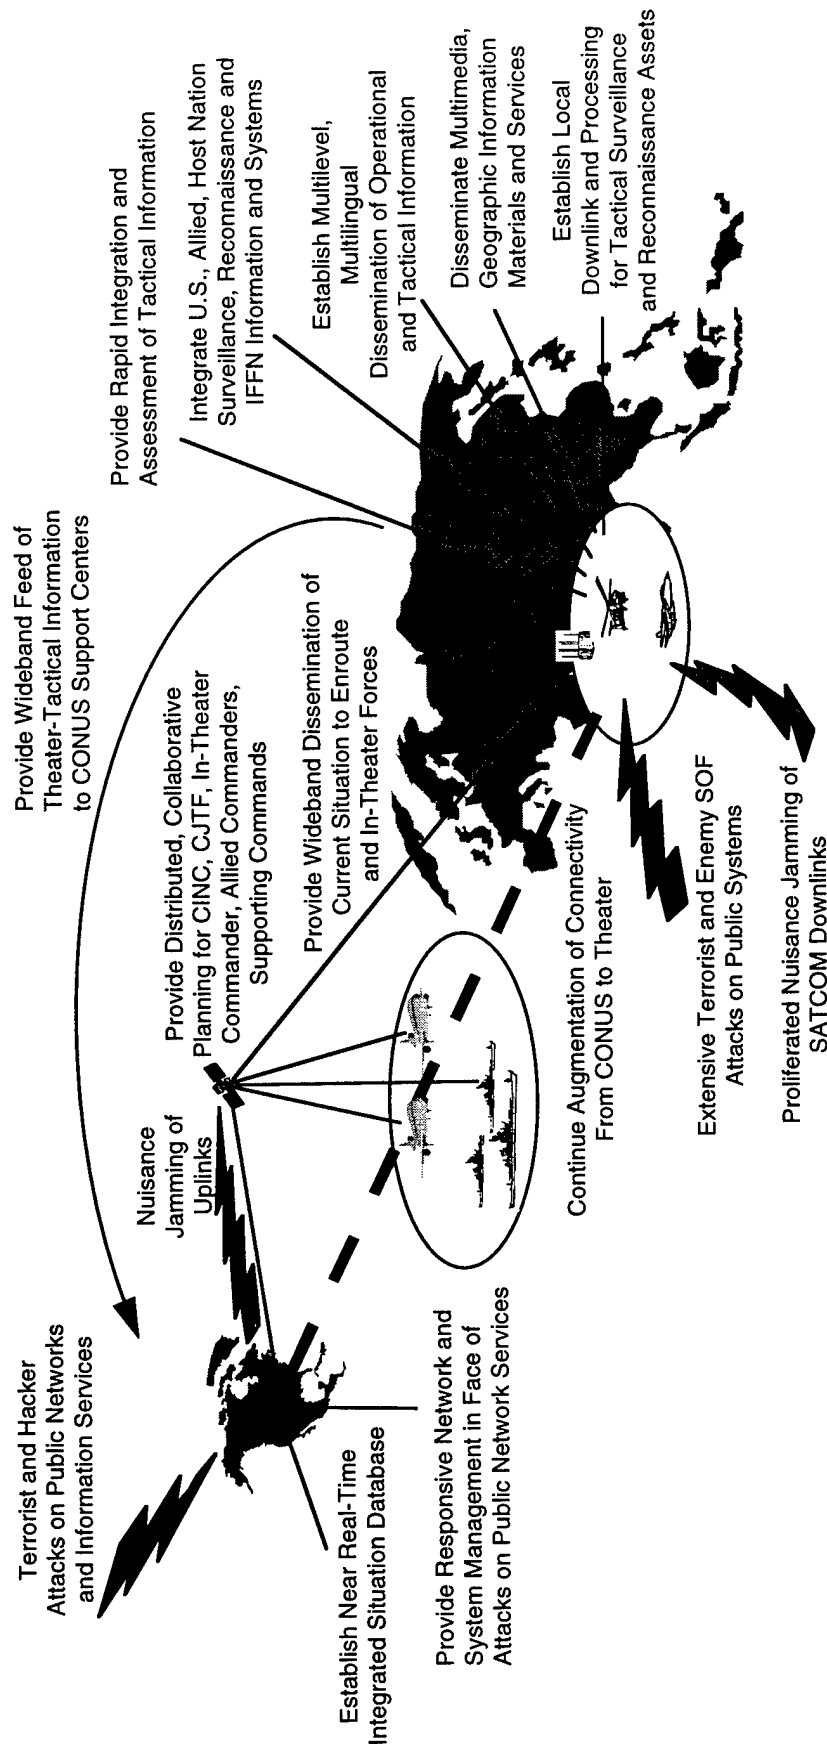 Terrorist and Hacker
Attacks on Public Networks
and Information Services
Provide Wideband Feed of
Theater-Tactical Information
to CONUS Support Centers
Provide Rapid Integration and
Assessment of Tactical Information
Integrate U.S., Allied, Host Nation
Surveillance, Reconnaissance and
IFFN Information and Systems
Nuisance
Jamming of
Uplinks
Provide Distributed, Collaborative
Planning for CINC, CJTF, In-Theater
Commander, Allied Commanders,
Supporting Commands
Provide Wideband Dissemination of
Current Situation to Enroute
and In-Theater Forces
Establish Multilevel,
Multilingual
Dissemination of Operational
and Tactical Information
Disseminate Multimedia,
Geographic Information
Materials and Services
Establish Local
Downlink and Processing
for Tactical Surveillance
and Reconnaissance Assets
Establish Near Real-Time
Integrated Situation Database
Provide Responsive Network and
System Management in Face of
Attacks on Public Network Services
Continue Augmentation of Connectivity
From CONUS to Theater
Extensive Terrorist and Enemy SOF
Attacks on Public Systems
Proliferated Nuisance Jamming of
SATCOM Downlinks